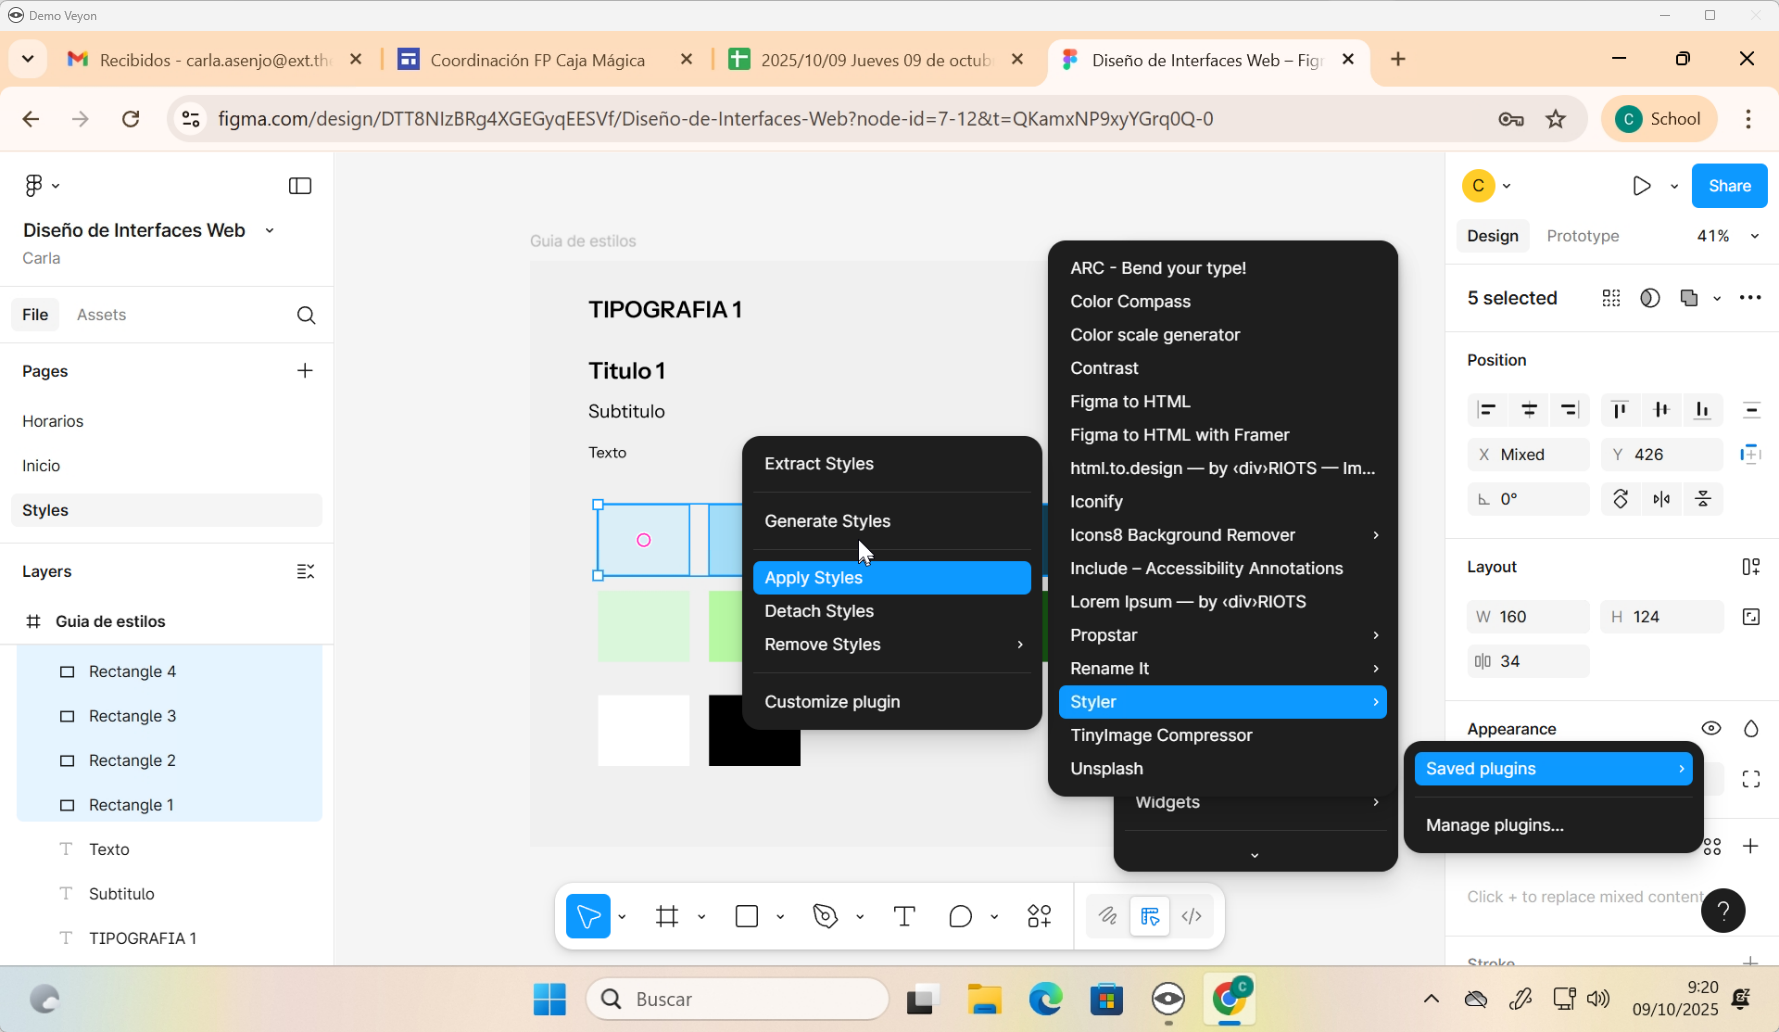 Demo Veyon
Recibidos - carla.asenjo@ext.th
Coordinación FP Caja Mágica
2025/10/09 Jueves 09 de octub
Diseño de Interfaces Web – Fig
figma.com/design/DTT8NIzBRg4XGEGyqEESVf/Diseño-de-Interfaces-Web?node-id=7-12&t=QKamxNP9xyYGrq0Q-0
C School
Diseño de Interfaces Web
Carla
File
Assets
Pages
Horarios
Inicio
Styles
Layers
Guia de estilos
Rectangle 4
Rectangle 3
Rectangle 2
Rectangle 1
Texto
Subtitulo
TIPOGRAFIA 1
Guia de estilos
TIPOGRAFIA 1
Titulo 1
Subtitulo
Texto
Extract Styles
Generate Styles
Apply Styles
Detach Styles
Remove Styles
Customize plugin
ARC - Bend your type!
Color Compass
Color scale generator
Contrast
Figma to HTML
Figma to HTML with Framer
html.to.design — by ‹div›RIOTS — Im...
Iconify
Icons8 Background Remover
Include – Accessibility Annotations
Lorem Ipsum — by ‹div›RIOTS
Propstar
Rename It
Styler
TinyImage Compressor
Unsplash
Widgets
Saved plugins
Manage plugins...
C
Share
Design
Prototype
41%
5 selected
Position
X Mixed
Y 426
0°
Layout
W 160
H 124
34
Appearance
Click + to replace mixed content
?
Stroke
Buscar
C
9:20
09/10/2025